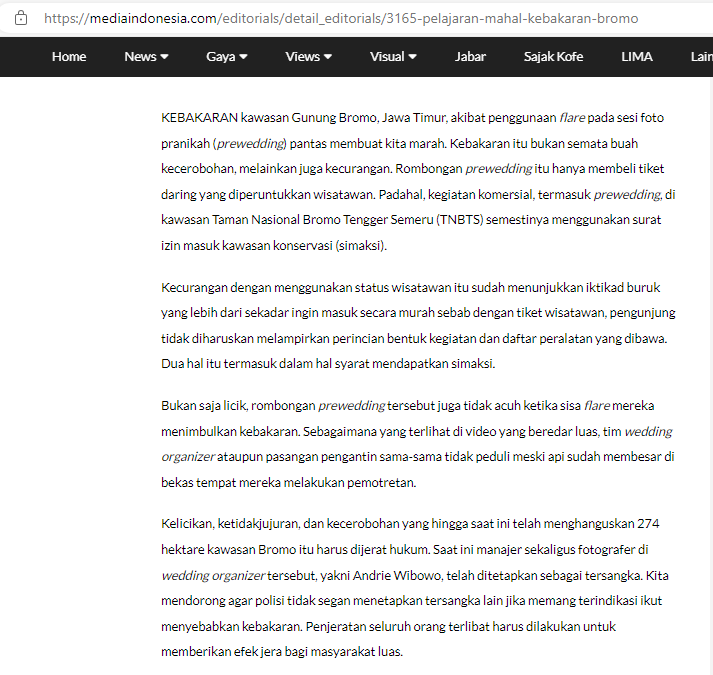 https://mediaindonesia.com/editorials/detail_editorials/3165-pelajaran-mahal-kebakaran-bromo
Home News Gaya Views Visual Jabar Sajak Kofe LIMA Lain
KEBAKARAN kawasan Gunung Bromo, Jawa Timur, akibat penggunaan flare pada sesi foto
pranikah (prewedding) pantas membuat kita marah. Kebakaran itu bukan semata buah
kecerobohan, melainkan juga kecurangan. Rombongan prewedding itu hanya membeli tiket
daring yang diperuntukkan wisatawan. Padahal, kegiatan komersial, termasuk prewedding, di
kawasan Taman Nasional Bromo Tengger Semeru (TNBTS) semestinya menggunakan surat
izin masuk kawasan konservasi (simaksi).
Kecurangan dengan menggunakan status wisatawan itu sudah menunjukkan iktikad buruk
yang lebih dari sekadar ingin masuk secara murah sebab dengan tiket wisatawan, pengunjung
tidak diharuskan melampirkan perincian bentuk kegiatan dan daftar peralatan yang dibawa.
Dua hal itu termasuk dalam hal syarat mendapatkan simaksi.
Bukan saja licik, rombongan prewedding tersebut juga tidak acuh ketika sisa flare mereka
menimbulkan kebakaran. Sebagaimana yang terlihat di video yang beredar luas, tim wedding
organizer ataupun pasangan pengantin sama-sama tidak peduli meski api sudah membesar di
bekas tempat mereka melakukan pemotretan.
Kelicikan, ketidakjujuran, dan kecerobohan yang hingga saat ini telah menghanguskan 274
hektare kawasan Bromo itu harus dijerat hukum. Saat ini manajer sekaligus fotografer di
wedding organizer tersebut, yakni Andrie Wibowo, telah ditetapkan sebagai tersangka. Kita
mendorong agar polisi tidak segan menetapkan tersangka lain jika memang terindikasi ikut
menyebabkan kebakaran. Penjeratan seluruh orang terlibat harus dilakukan untuk
memberikan efek jera bagi masyarakat luas.